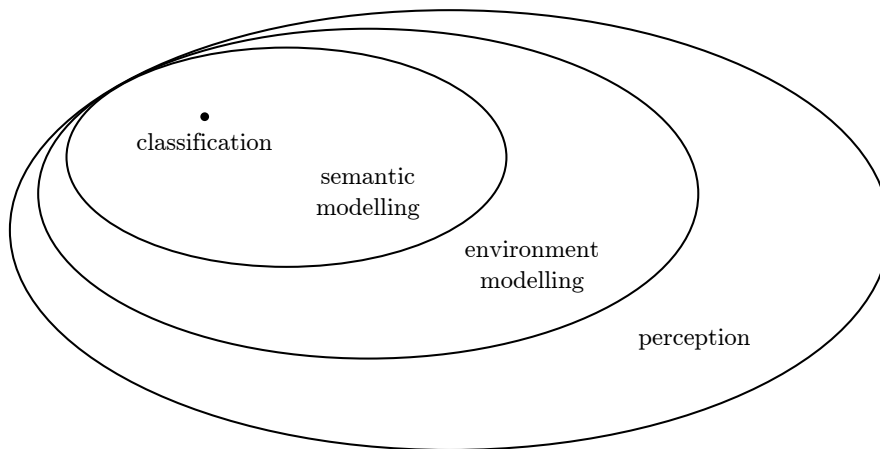 classification
semantic
modelling
environment
modelling
perception